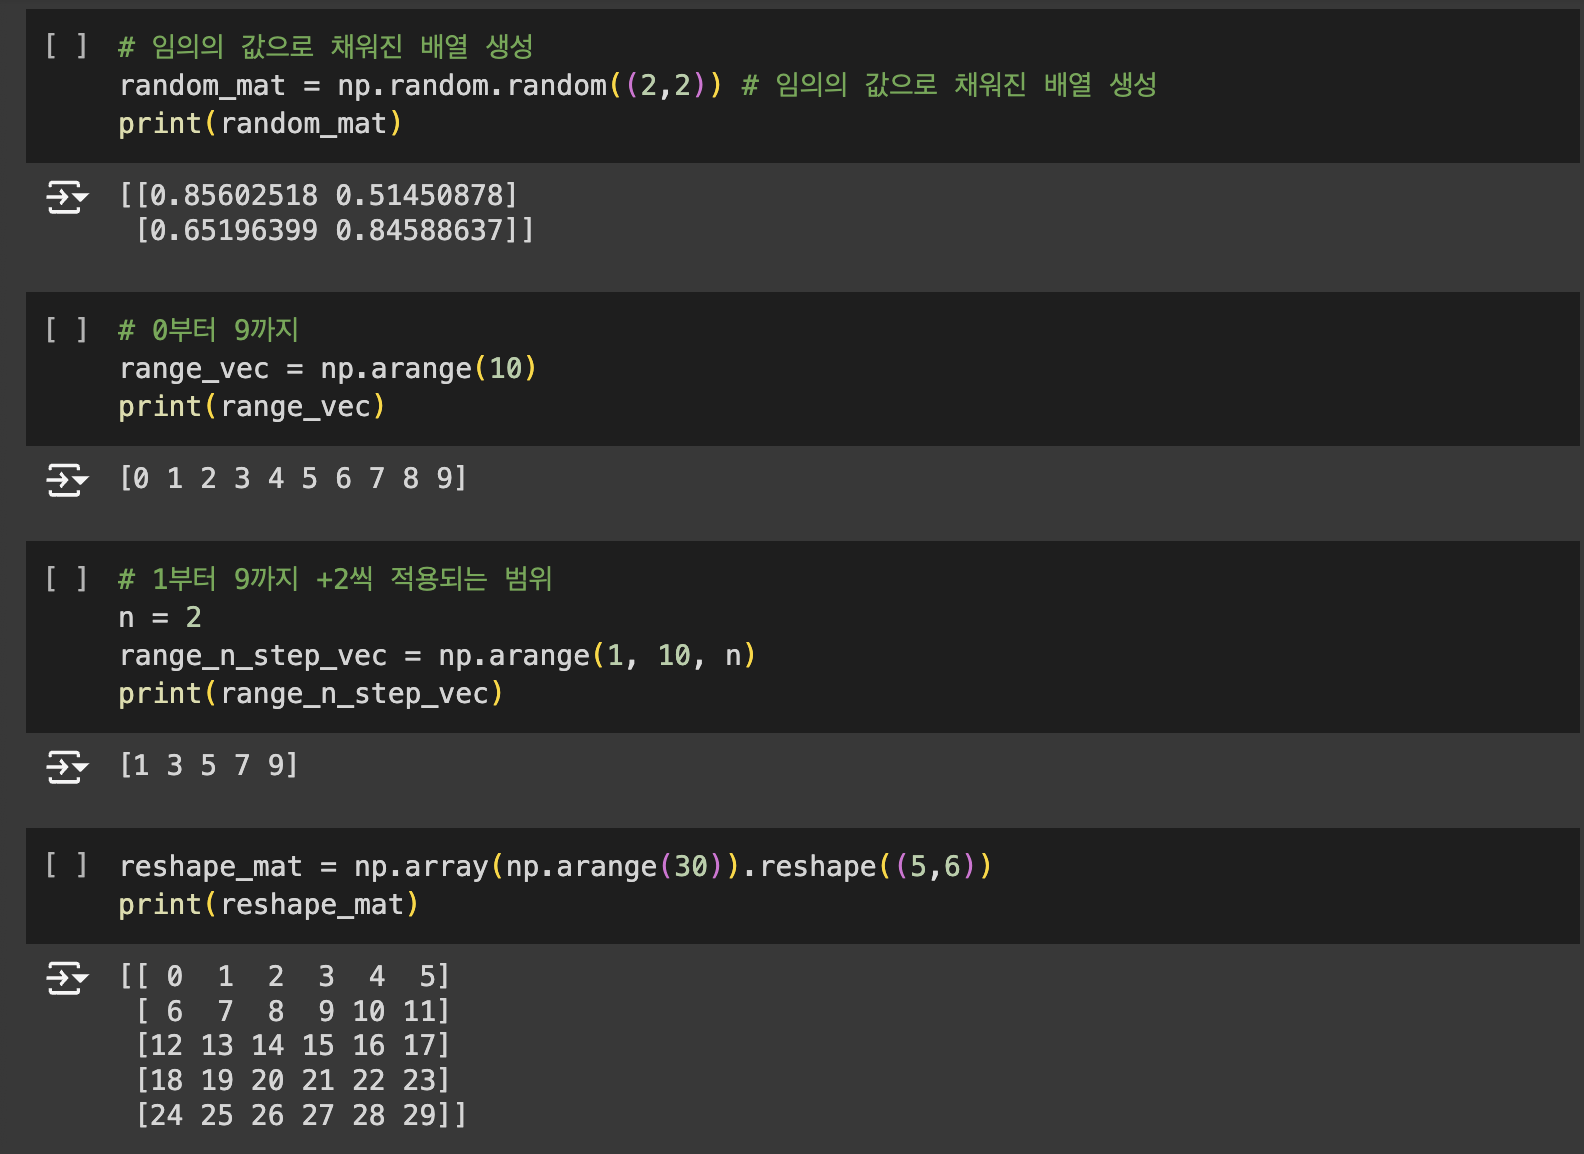 [ ] # 임의의 값으로 채워진 배열 생성
random_mat = np.random.random((2,2)) # 임의의 값으로 채워진 배열 생성
print(random_mat)
[[0.85602518 0.51450878]
 [0.65196399 0.84588637]]
[ ] # 0부터 9까지
range_vec = np.arange(10)
print(range_vec)
[0 1 2 3 4 5 6 7 8 9]
[ ] # 1부터 9까지 +2씩 적용되는 범위
n = 2
range_n_step_vec = np.arange(1, 10, n)
print(range_n_step_vec)
[1 3 5 7 9]
[ ] reshape_mat = np.array(np.arange(30)).reshape((5,6))
print(reshape_mat)
[[ 0  1  2  3  4  5]
 [ 6  7  8  9 10 11]
 [12 13 14 15 16 17]
 [18 19 20 21 22 23]
 [24 25 26 27 28 29]]